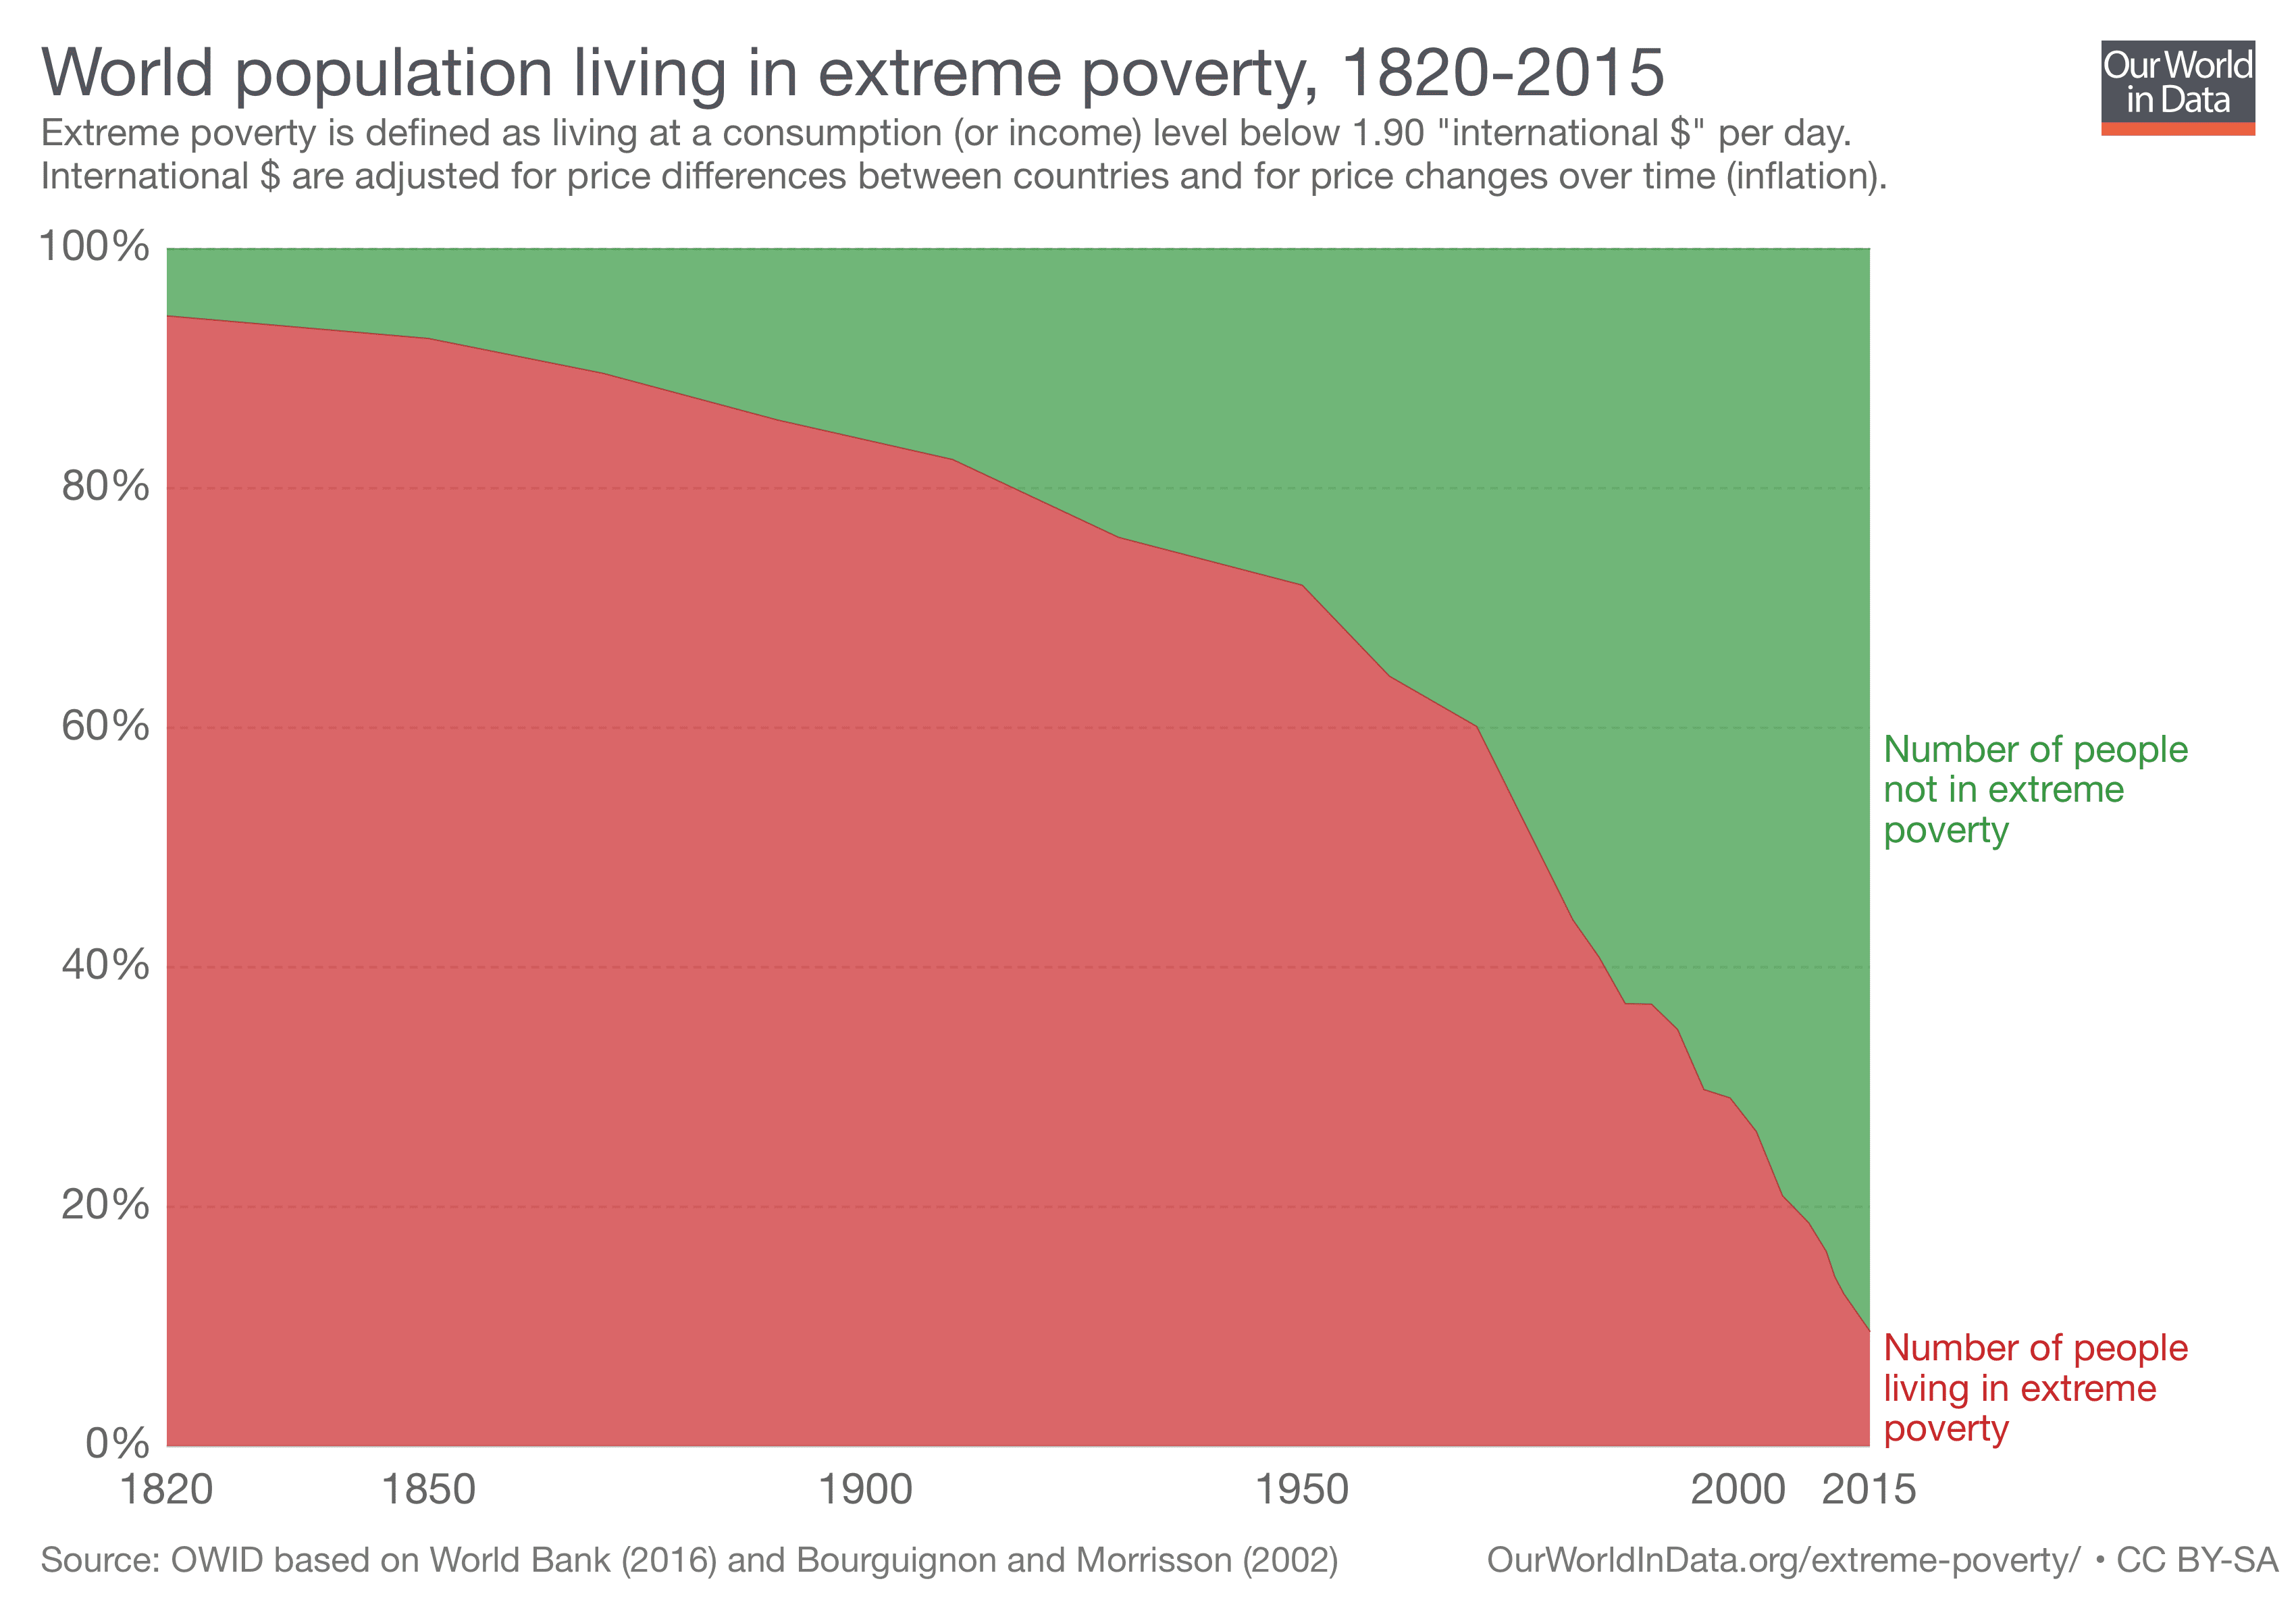 World population living in extreme poverty, 1820-2015
Our World
in Data
Extreme poverty is defined as living at a consumption (or income) level below 1.90 "international $" per day.
International $ are adjusted for price differences between countries and for price changes over time (inflation).
100%
80%
60%
40%
20%
0%
Number of people
not in extreme
poverty
Number of people
living in extreme
poverty
1820
1850
1900
1950
2000
2015
Source: OWID based on World Bank (2016) and Bourguignon and Morrisson (2002)
OurWorldInData.org/extreme-poverty/ • CC BY-SA